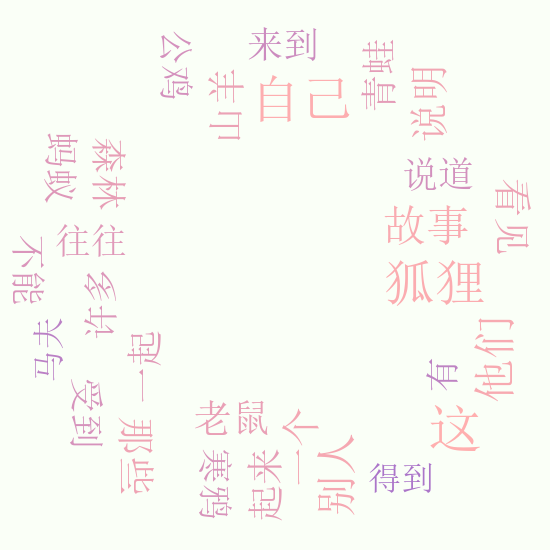 公鸡
来到
青蛙
山羊
自己
说明
蚂蚁
森林
说道
看见
往往
故事
不能
许多
狐狸
马夫
一起
他们
受到
那些
有
老鼠
一个
这
寒鸦
起来
别人
得到